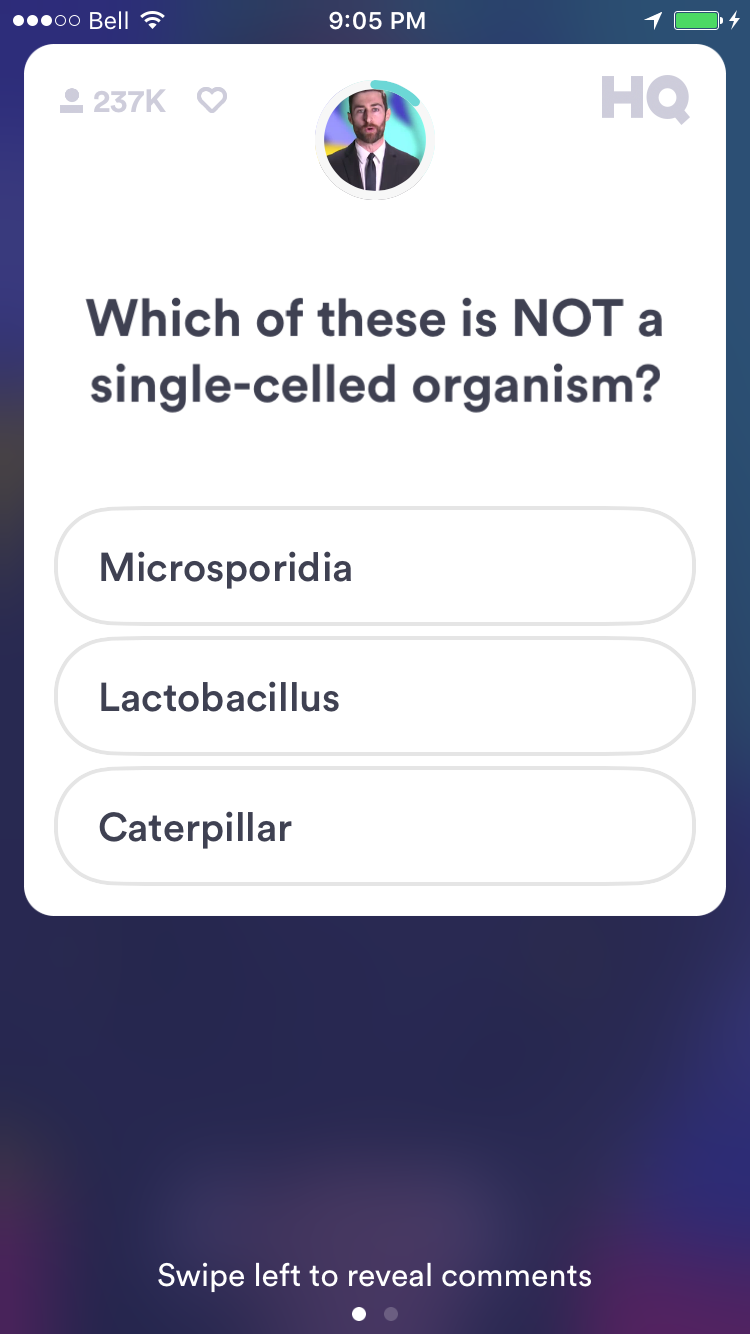 Bell 9:05 PM
237K HQ
Which of these is NOT a
single-celled organism?
Microsporidia
Lactobacillus
Caterpillar
Swipe left to reveal comments